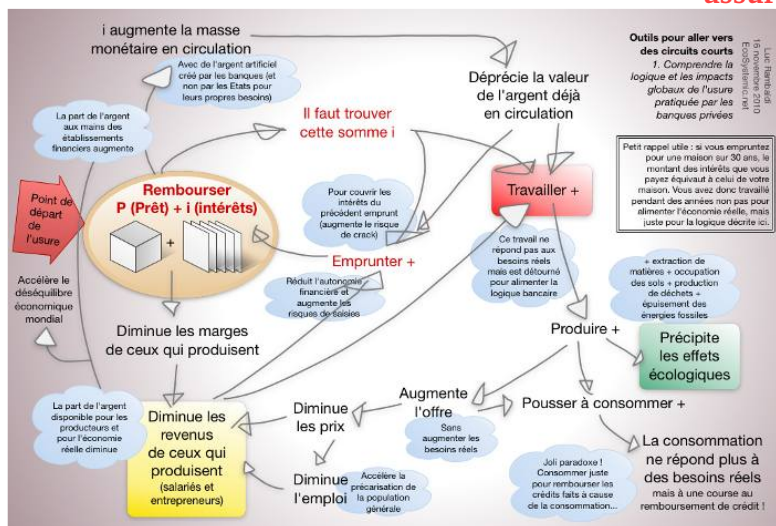 assur
i augmente la masse
monétaire en circulation
Avec de l'argent artificiel
créé par les banques (et
non par les Etats pour
leurs propres besoins)
La part de l'argent
aux mains des
établissements
financiers augmente
Il faut trouver
cette somme i
Déprécie la valeur
de l'argent déjà
en circulation
Outils pour aller vers
des circuits courts
1. Comprendre la
logique et les impacts
globaux de l'usure
pratiquée par les
banques privées
Luc Rambaldi
16 novembre 2010
EcoSystemic.net
Petit rappel utile : si vous empruntez
pour une maison sur 30 ans, le
montant des intérêts que vous
payez équivaut à celui de votre
maison. Vous avez donc travaillé
pendant des années non pas pour
alimenter l'économie réelle, mais
juste pour la logique décrite ici.
Point de
départ
de
l'usure
Rembourser
P (Prêt) + i (intérêts)
+
Pour couvrir les
intérêts du
précédent emprunt
(augmente le risque
de crack)
Travailler +
Emprunter +
Réduit l'autonomie
financière et
augmente les
risques de saisies
Ce travail ne
répond pas aux
besoins réels
mais est détourné
pour alimenter la
logique bancaire
+ extraction de
matières + occupation
des sols + production
de déchets +
épuisement des
énergies fossiles
Accélère le
déséquilibre
économique
mondial
Diminue les marges
de ceux qui produisent
Produire +
Précipite
les effets
écologiques
La part de l'argent
disponible pour les
producteurs et
pour l'économie
réelle diminue
Diminue les
revenus
de ceux qui
produisent
(salariés et
entrepreneurs)
Diminue
les prix
Augmente
l'offre
Sans
augmenter les
besoins réels
Pousser à consommer +
Diminue
l'emploi
Accélère la
précarisation de
la population
générale
Joli paradoxe !
Consommer juste
pour rembourser les
crédits faits à cause
de la consommation...
La consommation
ne répond plus à
des besoins réels
mais à une course au
remboursement de crédit !